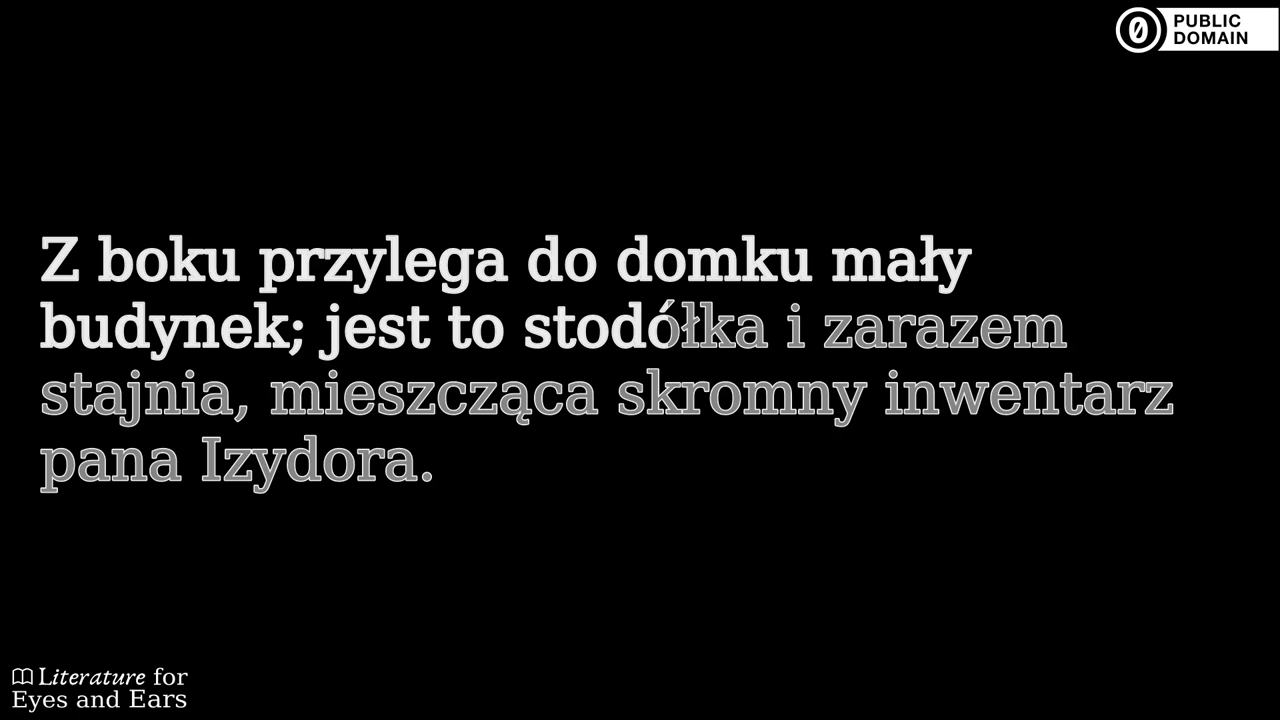 PUBLIC
DOMAIN
Z boku przylega do domku mały
budynek; jest to stodółka i zarazem
stajnia, mieszcząca skromny inwentarz
pana Izydora.
Literature for
Eyes and Ears